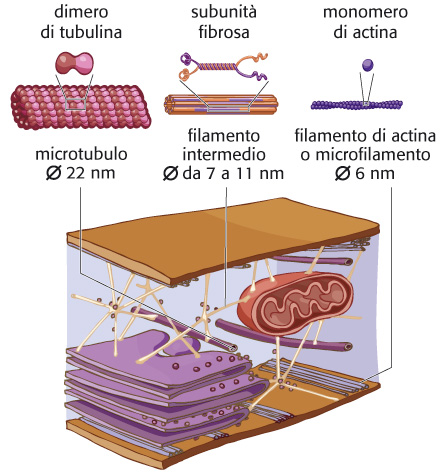 dimero
di tubulina
subunità
fibrosa
monomero
di actina
microtubulo
Ø 22 nm
filamento
intermedio
Ø da 7 a 11 nm
filamento di actina
o microfilamento
Ø 6 nm